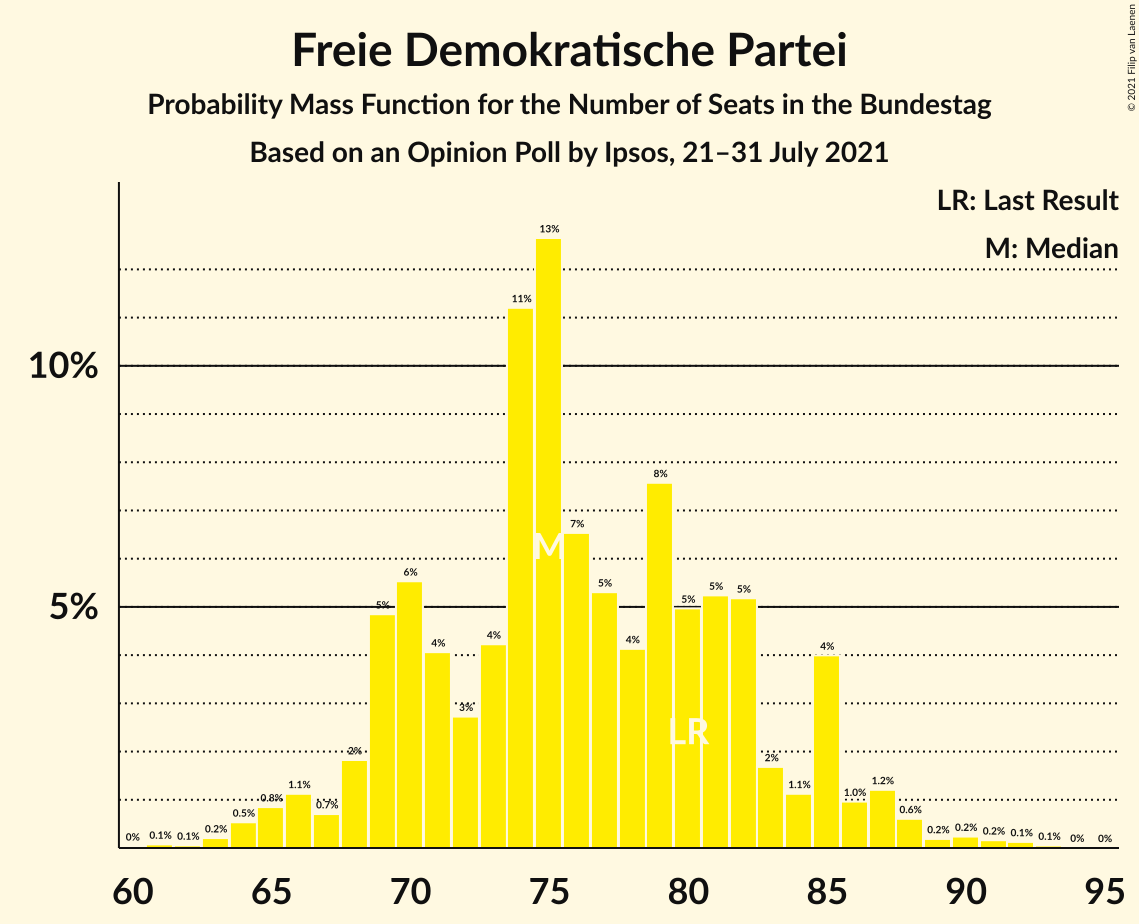 Freie Demokratische Partei
Probability Mass Function for the Number of Seats in the Bundestag
Based on an Opinion Poll by Ipsos, 21–31 July 2021
© 2021 Filip van Laenen
LR: Last Result
M: Median
10%
5%
0% 0.1% 0.1% 0.2% 0.5% 0.8% 1.1% 0.7% 2% 5% 6% 4% 3% 4% 11% 13% 7% 5% 4% 8% 5% 5% 5% 2% 1.1% 4% 1.0% 1.2% 0.6% 0.2% 0.2% 0.2% 0.1% 0.1% 0% 0%
M
LR
60 65 70 75 80 85 90 95